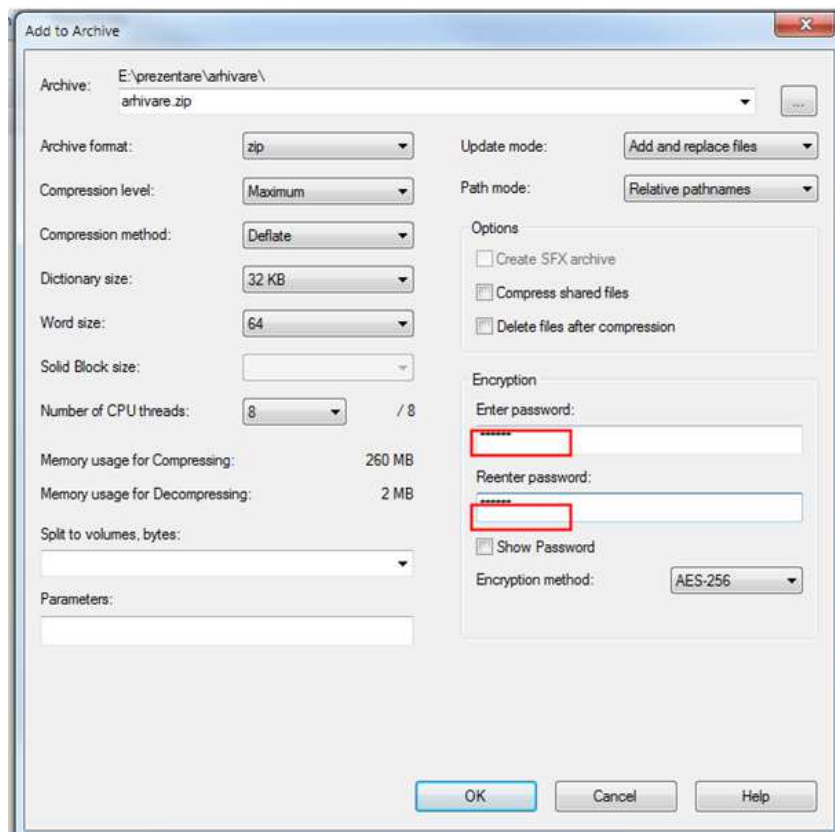 Add to Archive
Archive:
E:\prezentare\arhivare\
arhivare.zip
...
Archive format:
zip
Compression level:
Maximum
Compression method:
Deflate
Dictionary size:
32 KB
Word size:
64
Solid Block size:
Number of CPU threads:
8
/ 8
Memory usage for Compressing:
260 MB
Memory usage for Decompressing:
2 MB
Split to volumes, bytes:
Parameters:
Update mode:
Add and replace files
Path mode:
Relative pathnames
Options
Create SFX archive
Compress shared files
Delete files after compression
Encryption
Enter password:
Reenter password:
Show Password
Encryption method:
AES-256
OK
Cancel
Help